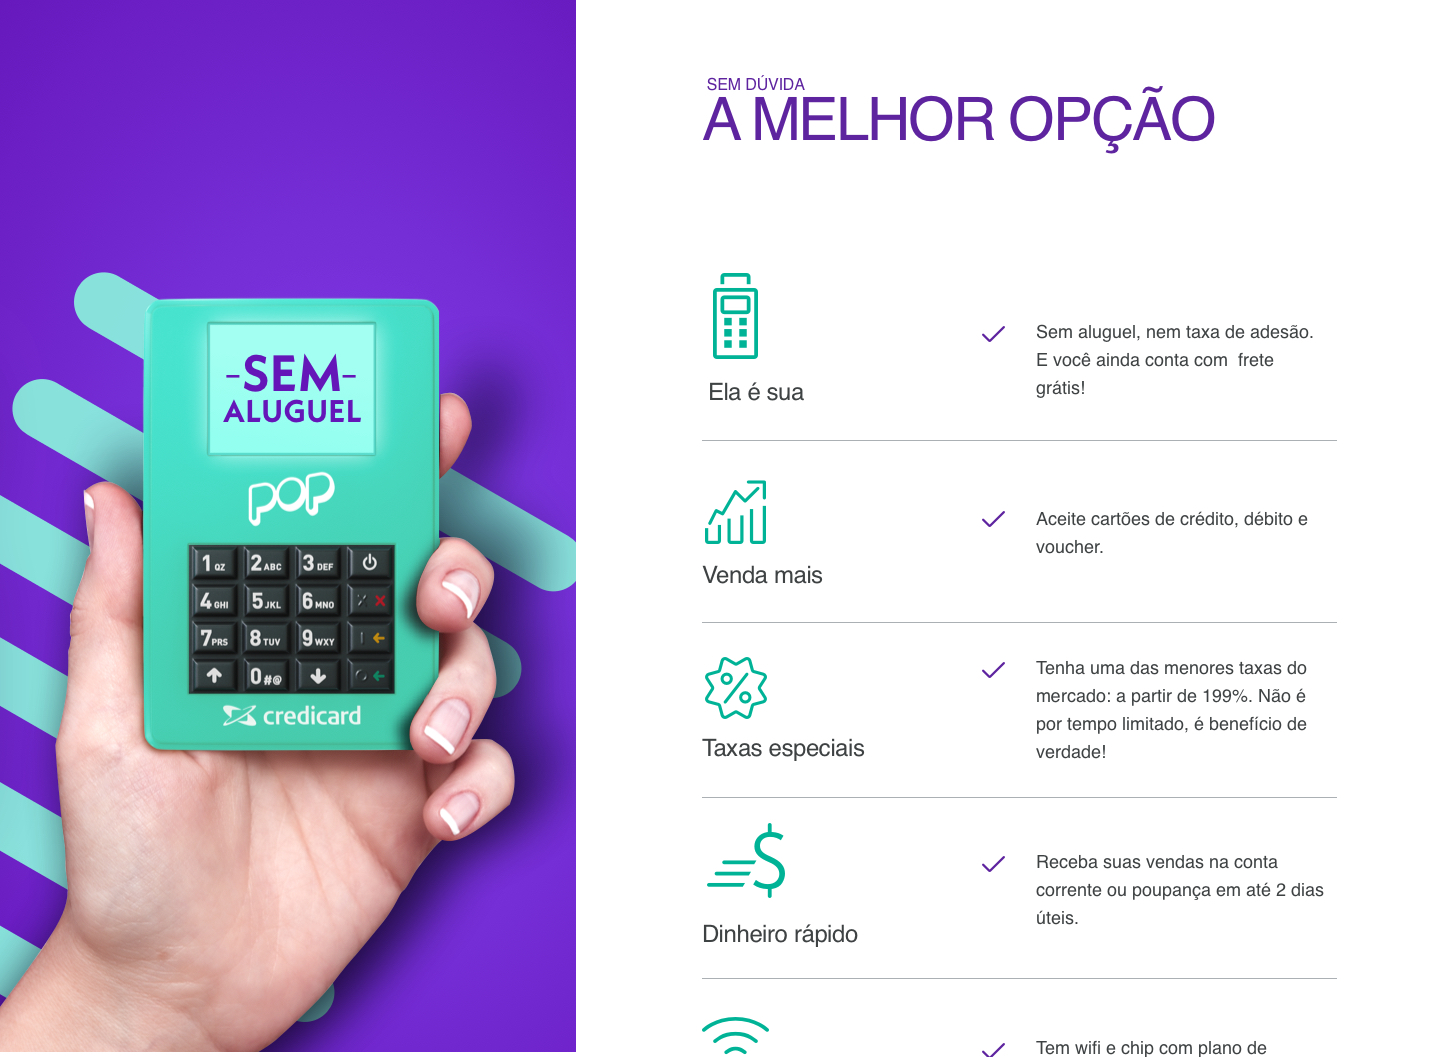 SEM DÚVIDA
A MELHOR OPÇÃO
-SEM-
ALUGUEL
POP
1 QZ 2 ABC 3 DEF
4 GHI 5 JKL 6 MNO
7 PRS 8 TUV 9 WXY
0 #@
credicard
Ela é sua
Sem aluguel, nem taxa de adesão.
E você ainda conta com  frete
grátis!
Venda mais
Aceite cartões de crédito, débito e
voucher.
Taxas especiais
Tenha uma das menores taxas do
mercado: a partir de 199%. Não é
por tempo limitado, é benefício de
verdade!
Dinheiro rápido
Receba suas vendas na conta
corrente ou poupança em até 2 dias
úteis.
Tem wifi e chip com plano de